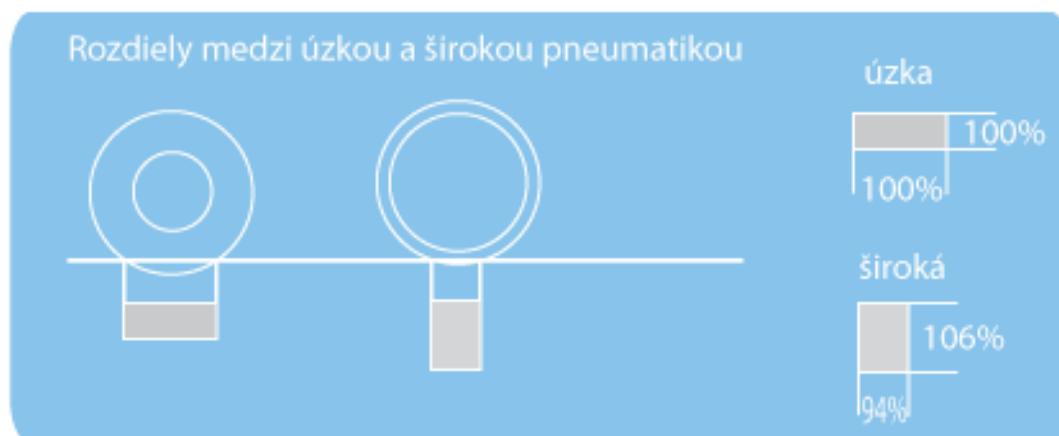 Rozdiely medzi úzkou a širokou pneumatikou
úzka
100%
100%
široká
106%
94%